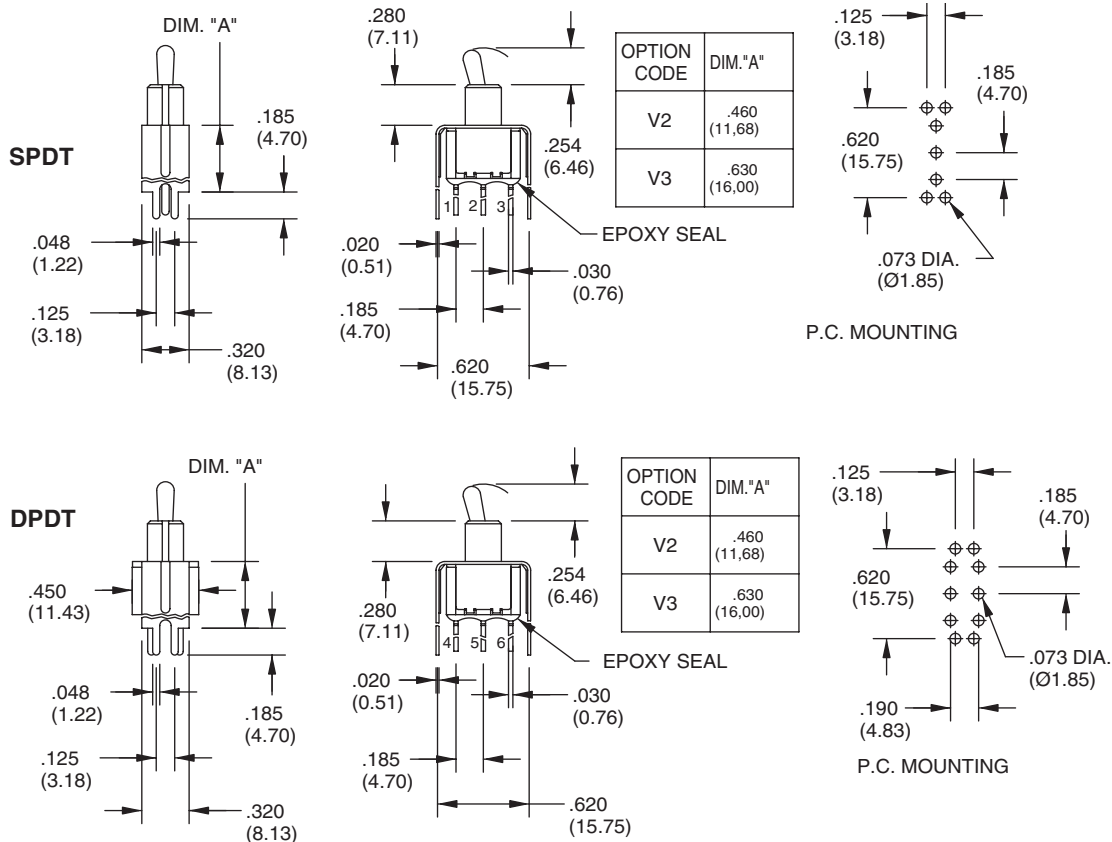 SPDT
DIM. "A"
.185
(4.70)
.048
(1.22)
.125
(3.18)
.320
(8.13)
.280
(7.11)
.254
(6.46)
1 2 3
EPOXY SEAL
.020
(0.51)
.030
(0.76)
.185
(4.70)
.620
(15.75)
OPTION CODE DIM."A"
V2 .460 (11,68)
V3 .630 (16,00)
.125
(3.18)
.185
(4.70)
.620
(15.75)
.073 DIA.
(Ø1.85)
P.C. MOUNTING
DPDT
DIM. "A"
.450
(11.43)
.048
(1.22)
.185
(4.70)
.125
(3.18)
.320
(8.13)
.254
(6.46)
.280
(7.11)
4 5 6
EPOXY SEAL
.020
(0.51)
.030
(0.76)
.185
(4.70)
.620
(15.75)
OPTION CODE DIM."A"
V2 .460 (11,68)
V3 .630 (16,00)
.125
(3.18)
.185
(4.70)
.620
(15.75)
.073 DIA.
(Ø1.85)
.190
(4.83)
P.C. MOUNTING